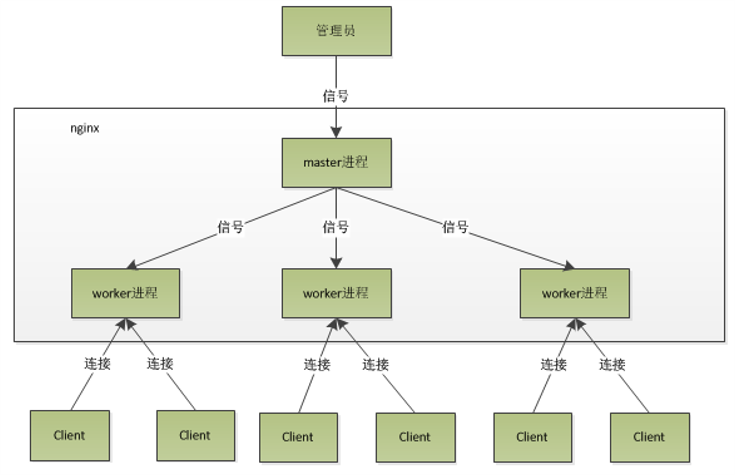 管理员
信号
nginx
master进程
信号
信号
信号
worker进程
worker进程
worker进程
连接
连接
连接
连接
连接
连接
Client
Client
Client
Client
Client
Client